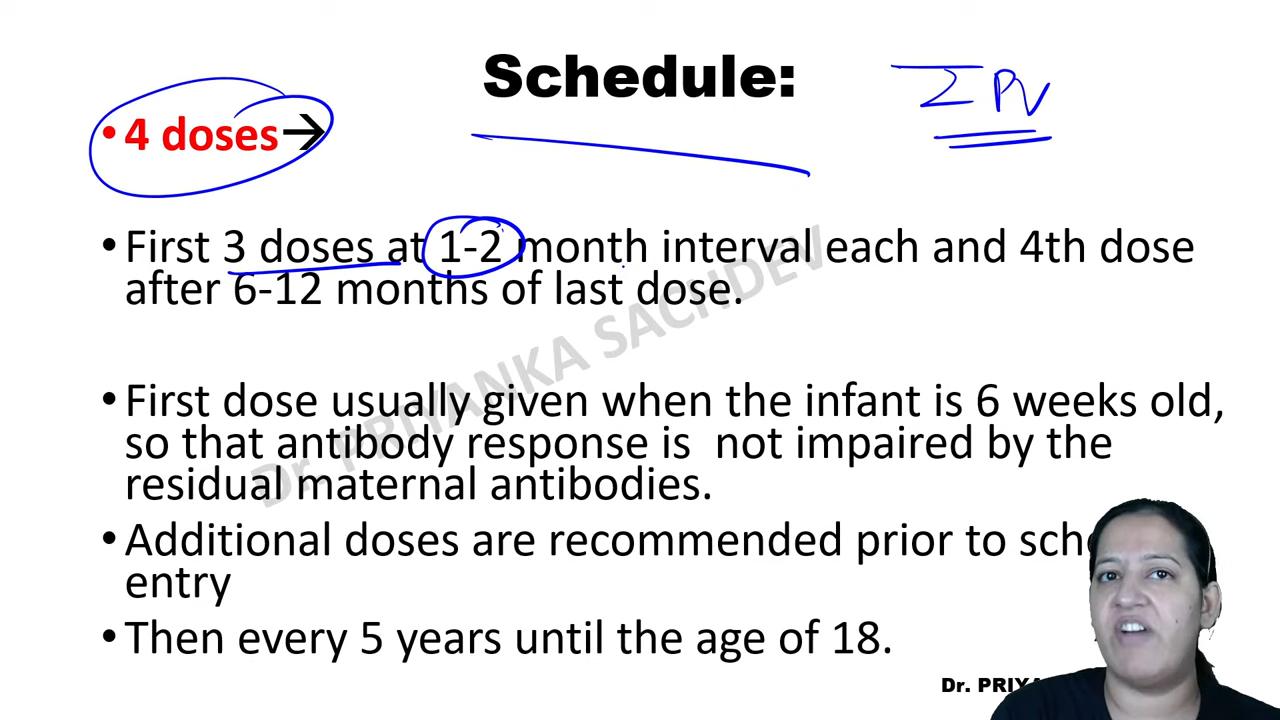 Schedule:
IPV
• 4 doses→
• First 3 doses at 1-2 month interval each and 4th dose
after 6-12 months of last dose.
• First dose usually given when the infant is 6 weeks old,
so that antibody response is not impaired by the
residual maternal antibodies.
• Additional doses are recommended prior to
entry
• Then every 5 years until the age of 18.
Dr. PRIYANKA SACHDEV
Dr.